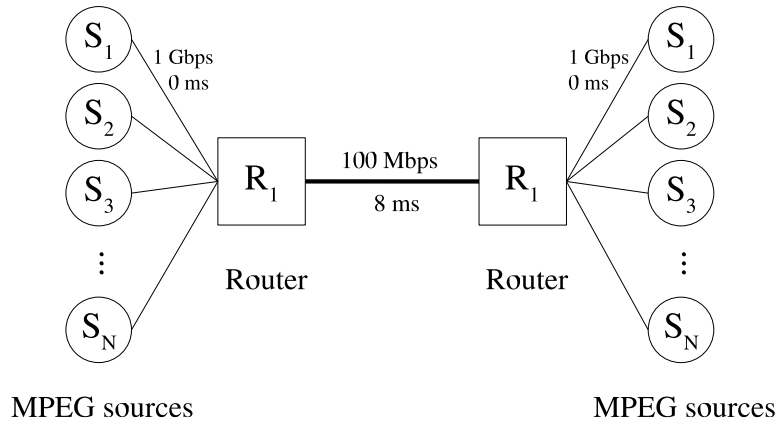 S1
1 Gbps
0 ms
S2
S3
⋮
SN
R1
Router
MPEG sources
100 Mbps
8 ms
R1
Router
1 Gbps
0 ms
S1
S2
S3
⋮
SN
MPEG sources